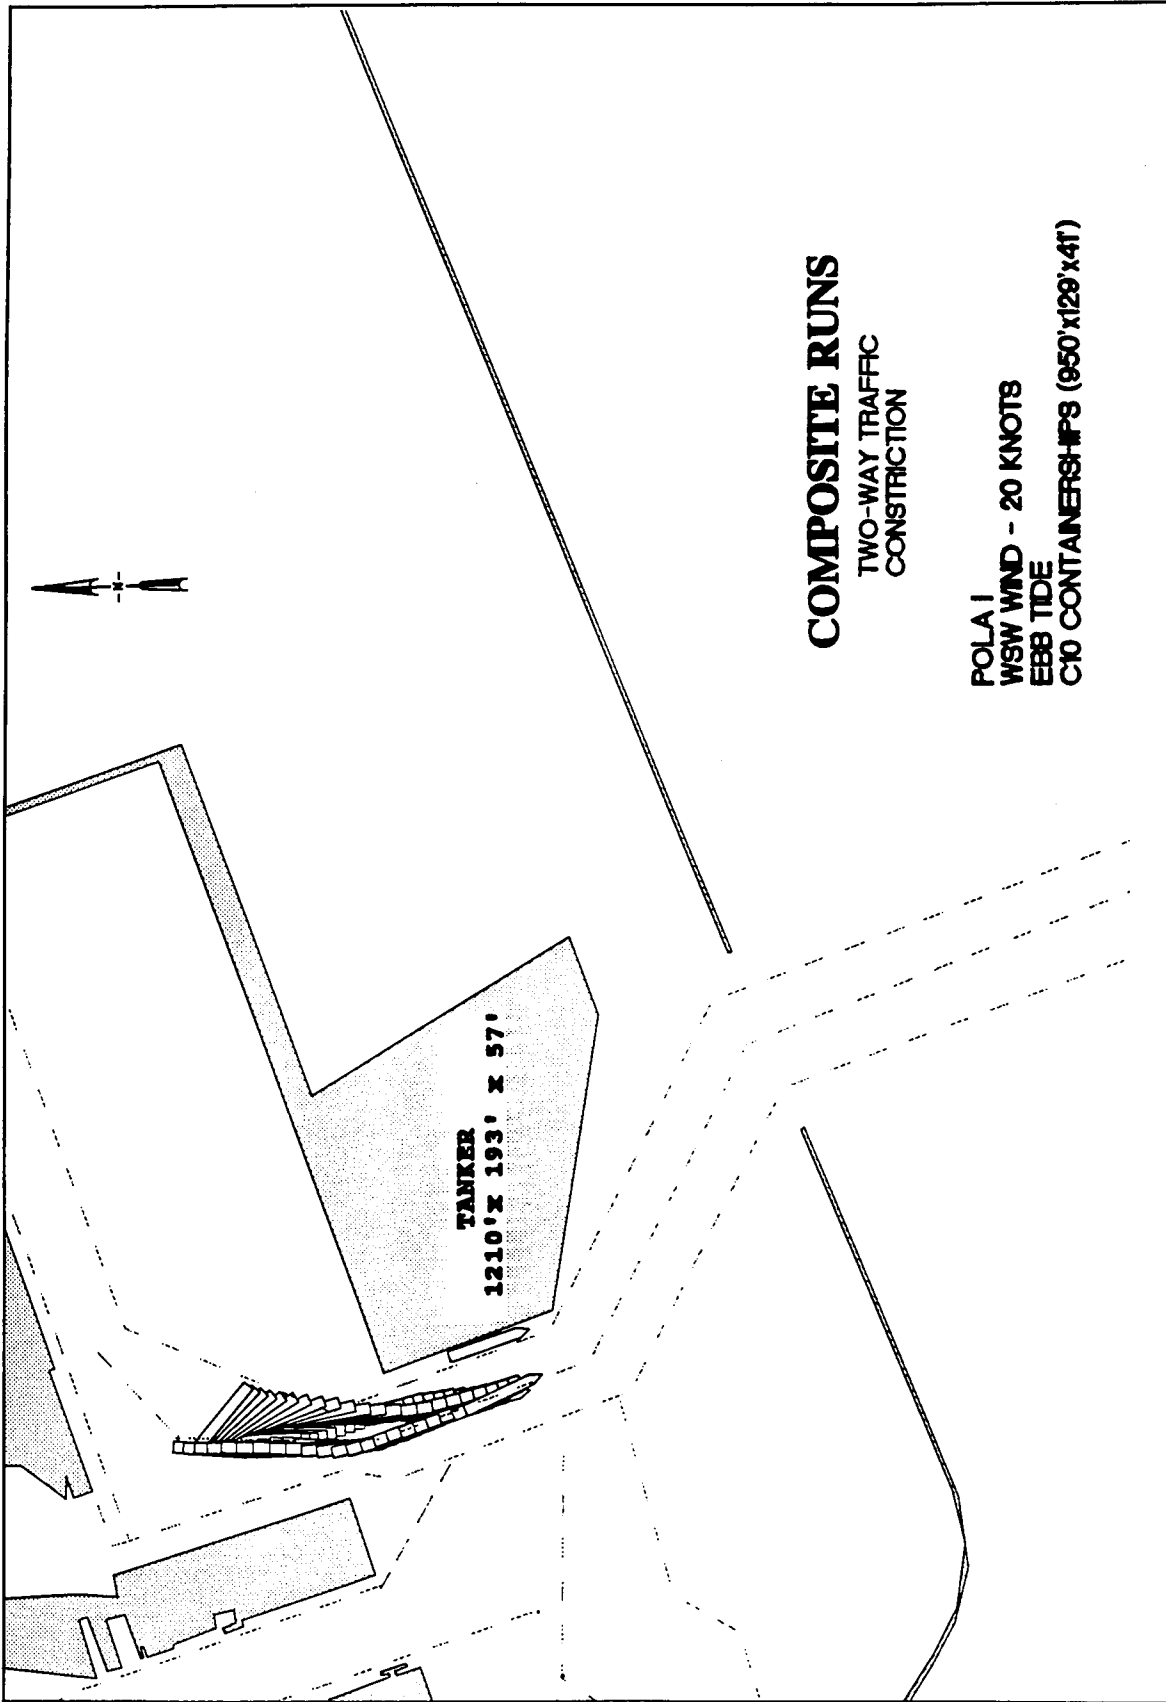 TANKER
1210'x 193' x 57'
COMPOSITE RUNS
TWO-WAY TRAFFIC
CONSTRICTION
POLA I
WSW WIND - 20 KNOTS
EBB TIDE
C10 CONTAINERSHIPS (950'x129'x41')